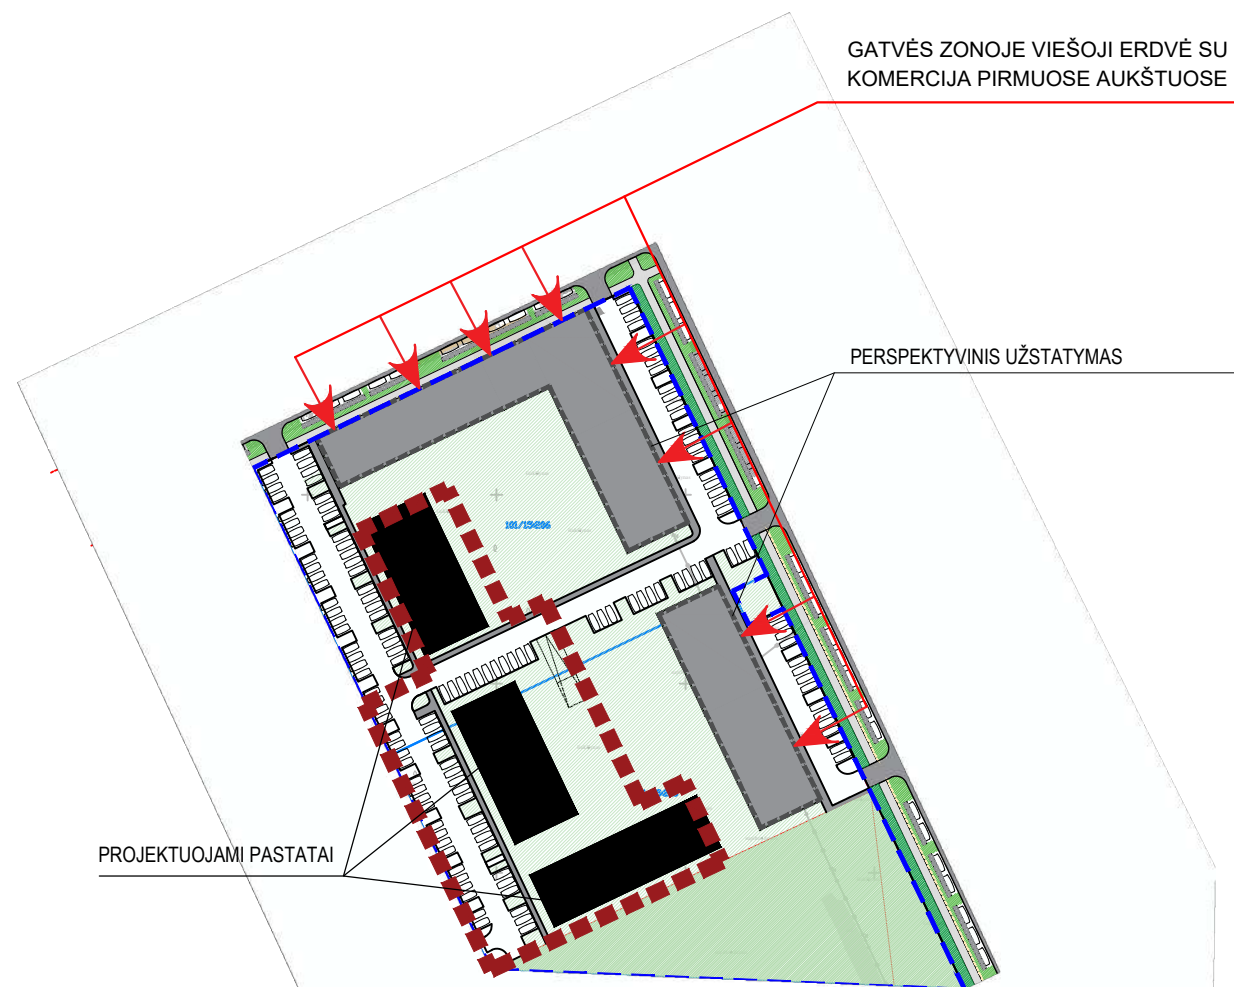 GATVĖS ZONOJE VIEŠOJI ERDVĖ SU
KOMERCIJA PIRMUOSE AUKŠTUOSE
PERSPEKTYVINIS UŽSTATYMAS
PROJEKTUOJAMI PASTATAI